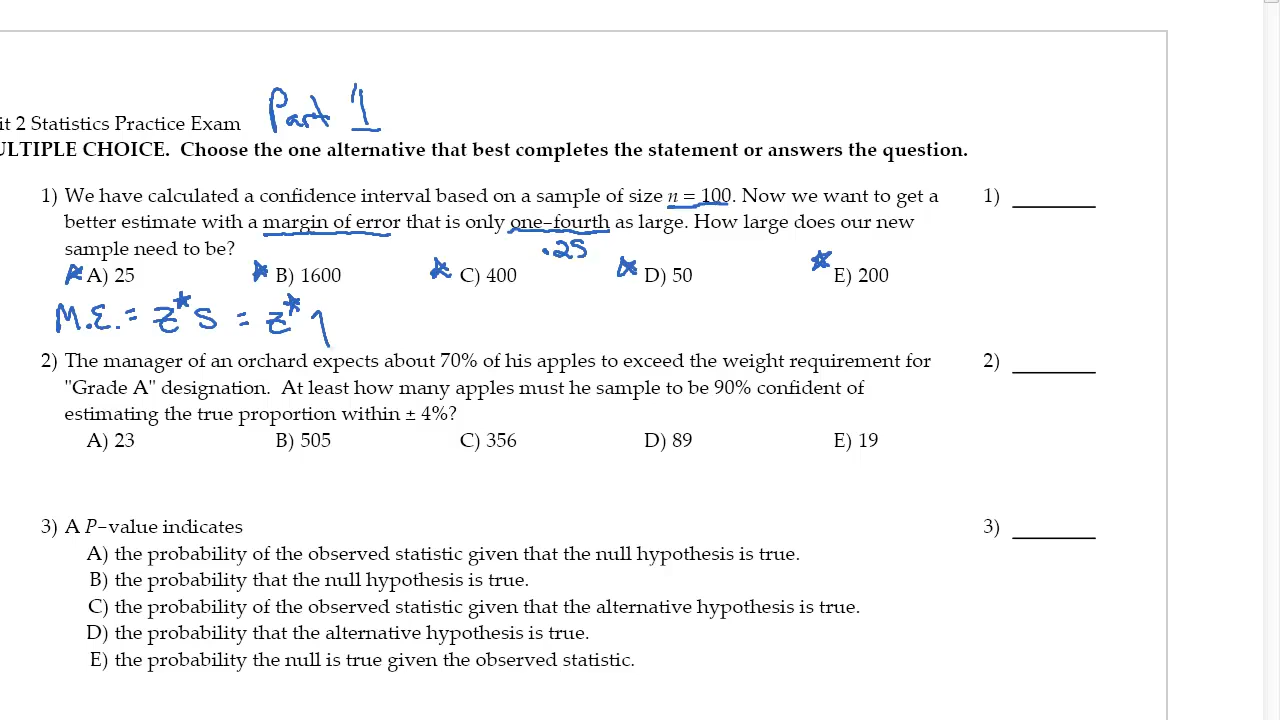 Part 1
it 2 Statistics Practice Exam
ULTIPLE CHOICE. Choose the one alternative that best completes the statement or answers the question.
1) We have calculated a confidence interval based on a sample of size n = 100. Now we want to get a 1)
better estimate with a margin of error that is only one-fourth as large. How large does our new
sample need to be? .25
A) 25 B) 1600 C) 400 D) 50 E) 200
M.E. = z* S = z*
2) The manager of an orchard expects about 70% of his apples to exceed the weight requirement for 2)
"Grade A" designation. At least how many apples must he sample to be 90% confident of
estimating the true proportion within ± 4%?
A) 23 B) 505 C) 356 D) 89 E) 19
3) A P-value indicates 3)
A) the probability of the observed statistic given that the null hypothesis is true.
B) the probability that the null hypothesis is true.
C) the probability of the observed statistic given that the alternative hypothesis is true.
D) the probability that the alternative hypothesis is true.
E) the probability the null is true given the observed statistic.